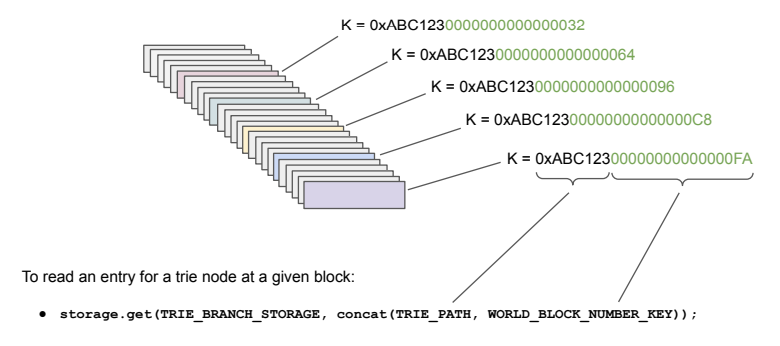 K = 0xABC1230000000000000032
K = 0xABC1230000000000000064
K = 0xABC1230000000000000096
K = 0xABC12300000000000000C8
K = 0xABC12300000000000000FA
To read an entry for a trie node at a given block:
● storage.get(TRIE_BRANCH_STORAGE, concat(TRIE_PATH, WORLD_BLOCK_NUMBER_KEY));